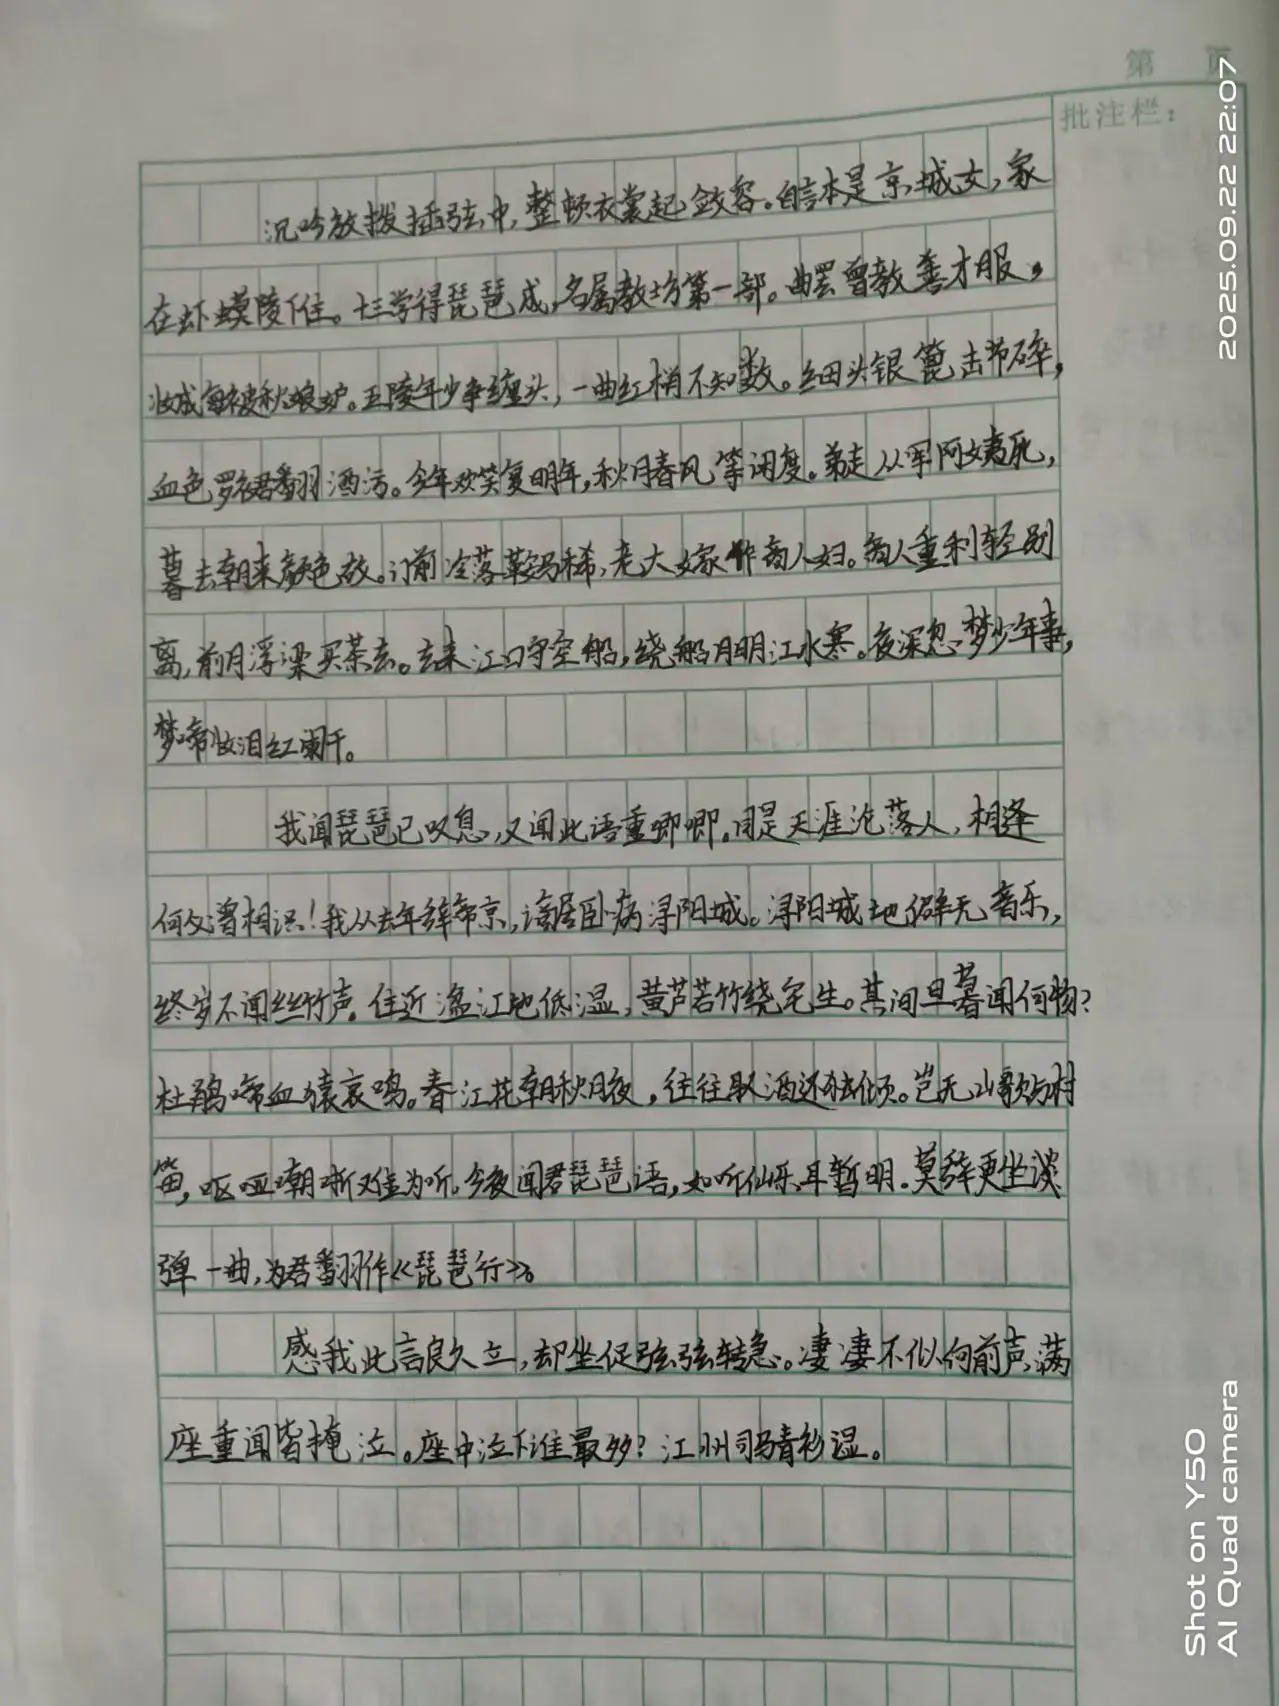 第 页
批注栏：
沉吟放拨插弦中，整顿衣裳起敛容。自言本是京城女，家
在虾蟆陵下住。十三学得琵琶成，名属教坊第一部。曲罢曾教善才服，
妆成每被秋娘妒。五陵年少争缠头，一曲红梢不知数。钿头银篦击节碎，
血色罗裙翻酒污。今年欢笑复明年，秋月春风等闲度。弟走从军阿姨死，
暮去朝来颜色故。门前冷落鞍马稀，老大嫁作商人妇。商人重利轻别
离，前月浮梁买茶去。去来江口守空船，绕船月明江水寒。夜深忽梦少年事，
梦啼妆泪红阑干。
我闻琵琶已叹息，又闻此语重唧唧。同是天涯沦落人，相逢
何必曾相识！我从去年辞帝京，谪居卧病浔阳城。浔阳城地僻无音乐，
终岁不闻丝竹声。住近湓江地低湿，黄芦苦竹绕宅生。其间旦暮闻何物？
杜鹃啼血猿哀鸣。春江花朝秋月夜，往往取酒还独倾。岂无山歌与村
笛，呕哑嘲哳难为听。今夜闻君琵琶语，如听仙乐耳暂明。莫辞更坐谈
弹一曲，为君翻作《琵琶行》。
感我此言良久立，却坐促弦弦转急。凄凄不似向前声，满
座重闻皆掩泣。座中泣下谁最多？江州司马青衫湿。
2025.09.22 22:07
Shot on Y50
AI Quad camera